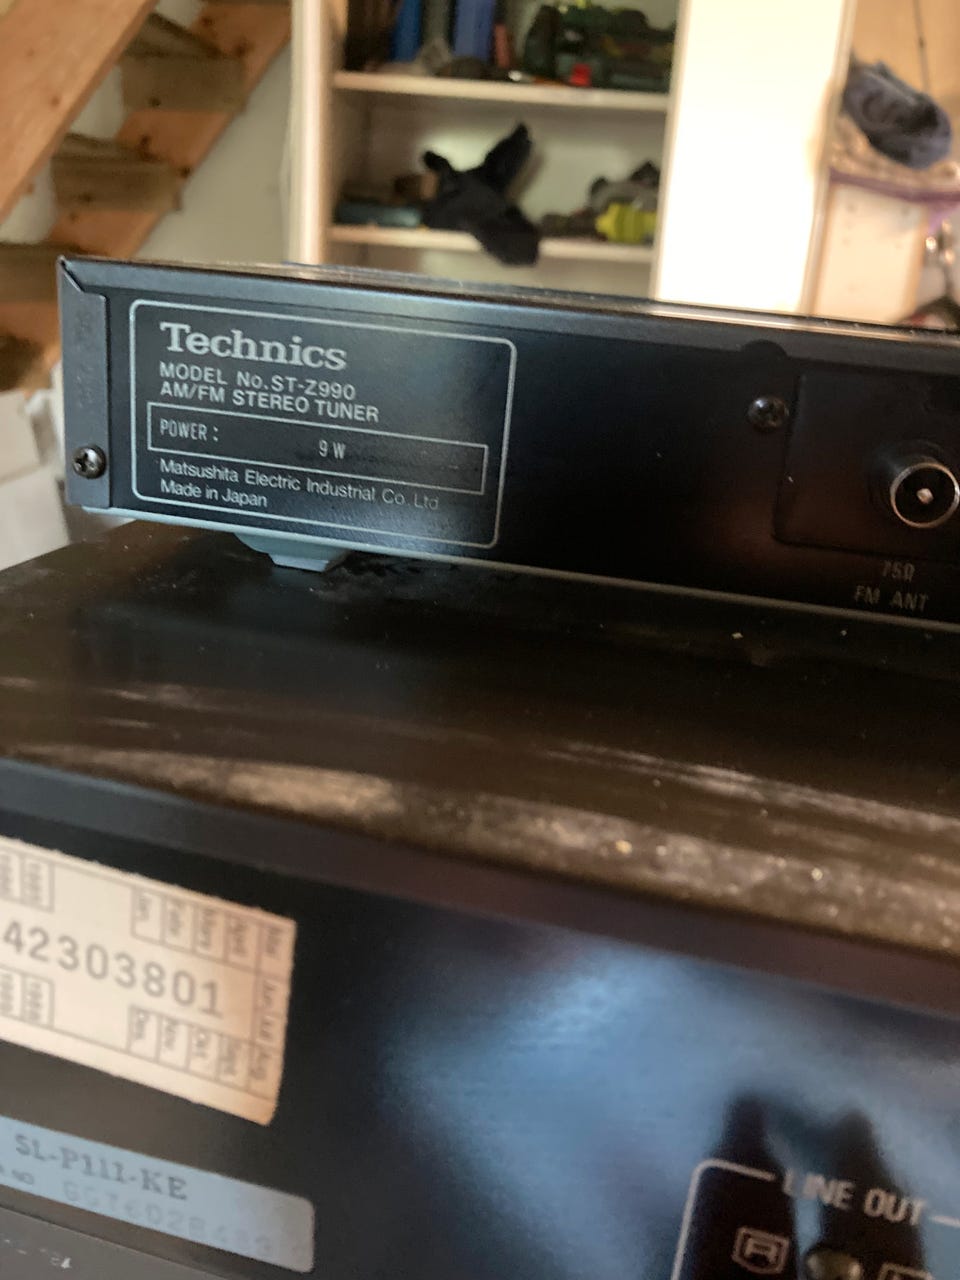 Technics
MODEL No.ST-Z990
AM/FM STEREO TUNER
POWER: 9 W
Matsushita Electric Industrial Co. Ltd
Made in Japan
75Ω
FM ANT
42303801
SL-P111-KE
LINE OUT
R